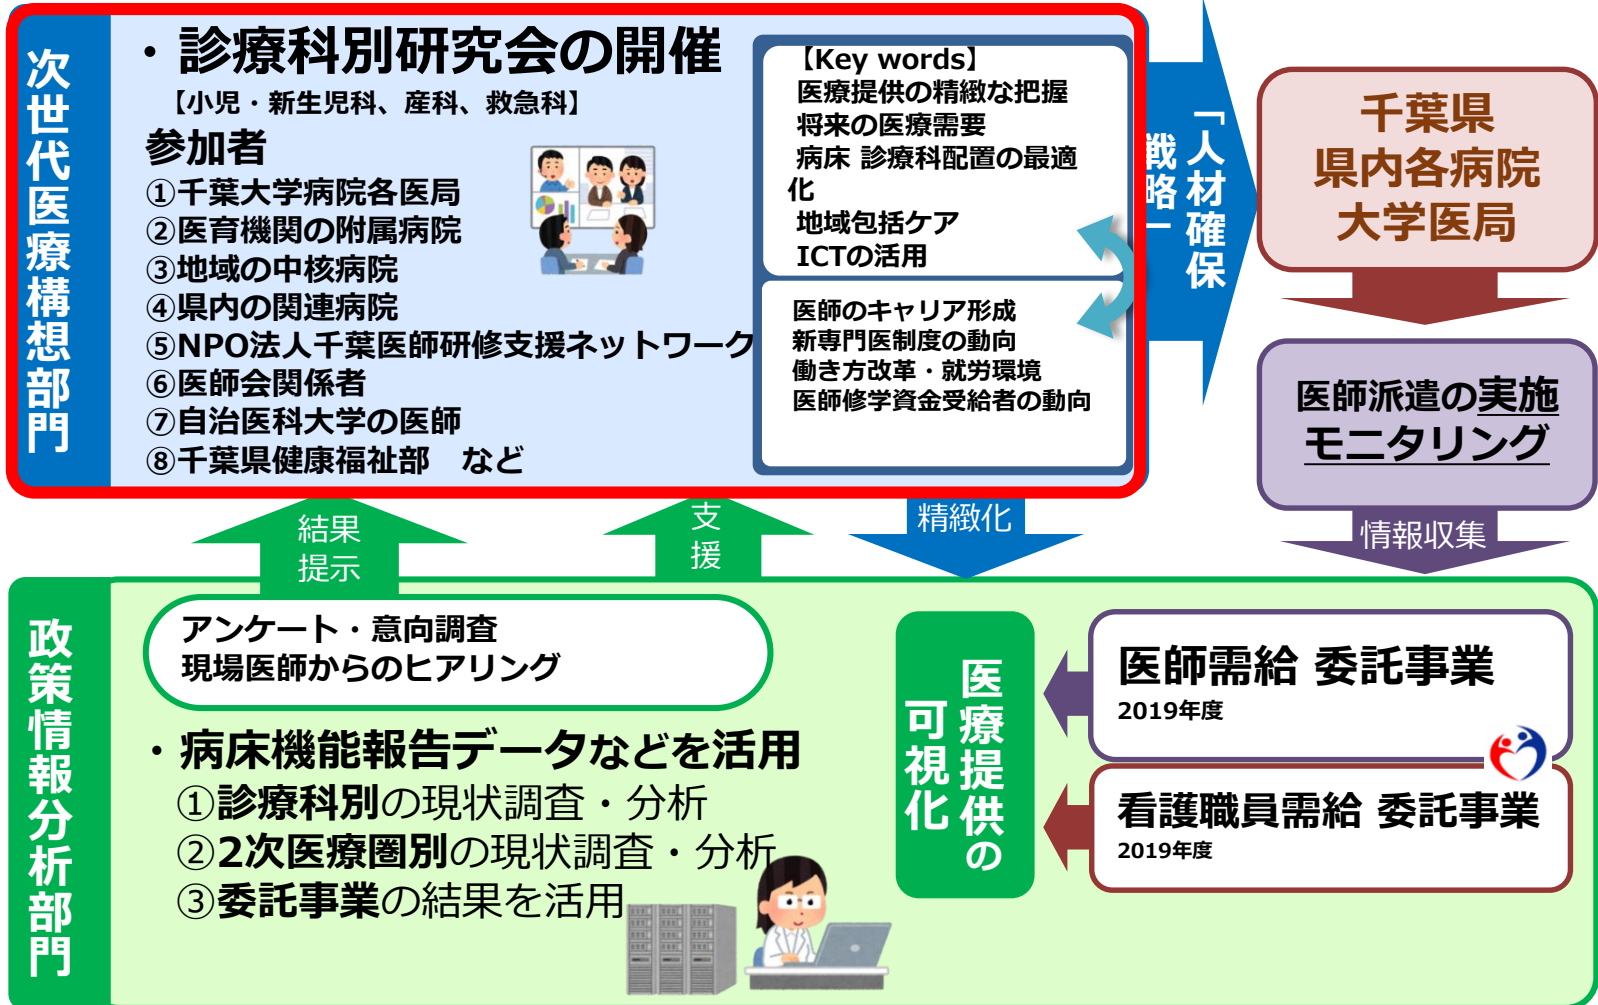 次世代医療構想部門
・診療科別研究会の開催
【小児・新生児科、産科、救急科】
参加者
①千葉大学病院各医局
②医育機関の附属病院
③地域の中核病院
④県内の関連病院
⑤NPO法人千葉医師研修支援ネットワーク
⑥医師会関係者
⑦自治医科大学の医師
⑧千葉県健康福祉部　など
【Key words】
医療提供の精緻な把握
将来の医療需要
病床 診療科配置の最適
化
地域包括ケア
ICTの活用
医師のキャリア形成
新専門医制度の動向
働き方改革・就労環境
医師修学資金受給者の動向
「人材確保
戦略」
千葉県
県内各病院
大学医局
医師派遣の実施
モニタリング
結果
提示
支
援
精緻化
情報収集
政策情報分析部門
アンケート・意向調査
現場医師からのヒアリング
・病床機能報告データなどを活用
①診療科別の現状調査・分析
②2次医療圏別の現状調査・分析
③委託事業の結果を活用
医療提供の
可視化
医師需給 委託事業
2019年度
看護職員需給 委託事業
2019年度